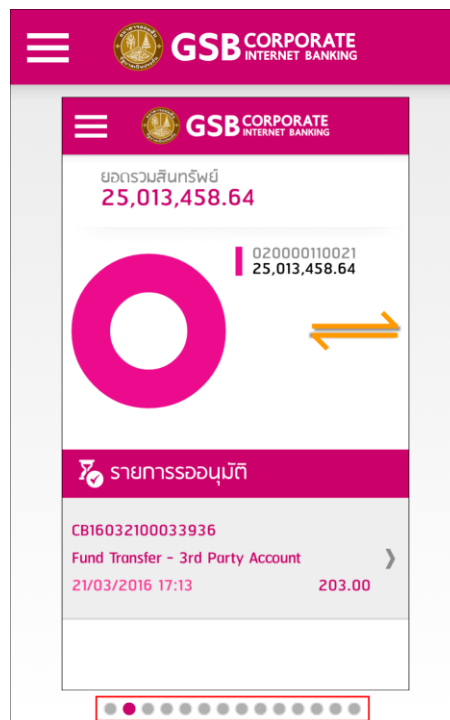 GSB CORPORATE
INTERNET BANKING
GSB CORPORATE
INTERNET BANKING
ยอดรวมสินทรัพย์
25,013,458.64
020000110021
25,013,458.64
รายการรออนุมัติ
CB16032100033936
Fund Transfer - 3rd Party Account
21/03/2016 17:13 203.00